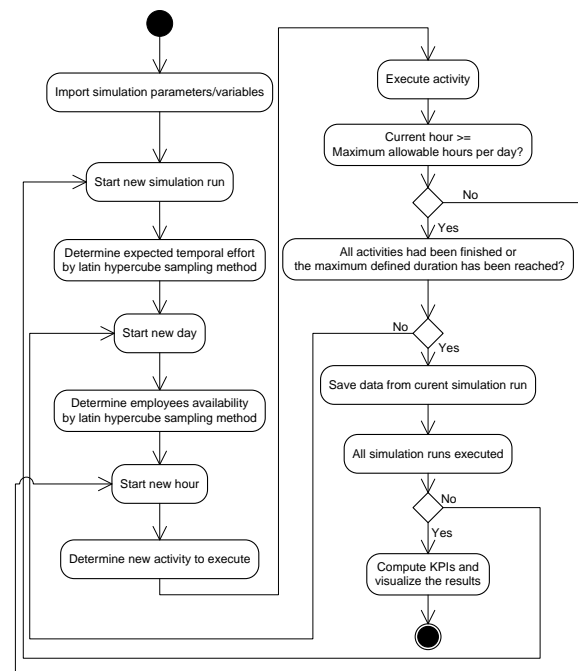 Import simulation parameters/variables
Start new simulation run
Determine expected temporal effort
by latin hypercube sampling method
Start new day
Determine employees availability
by latin hypercube sampling method
Start new hour
Determine new activity to execute
Execute activity
Current hour >=
Maximum allowable hours per day?
No
Yes
All activities had been finished or
the maximum defined duration has been reached?
No
Yes
Save data from curent simulation run
All simulation runs executed
No
Yes
Compute KPIs and
visualize the results